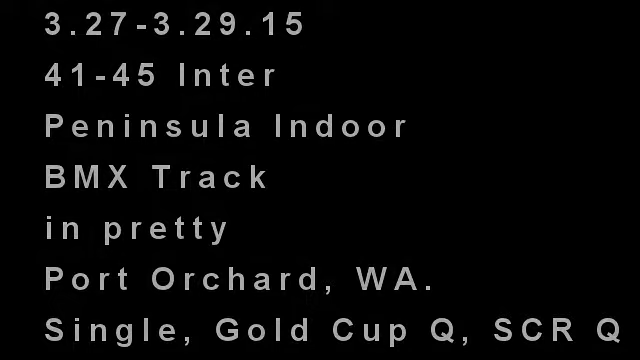 3.27-3.29.15
41-45 Inter
Peninsula Indoor
BMX Track
in pretty
Port Orchard, WA.
Single, Gold Cup Q, SCR Q